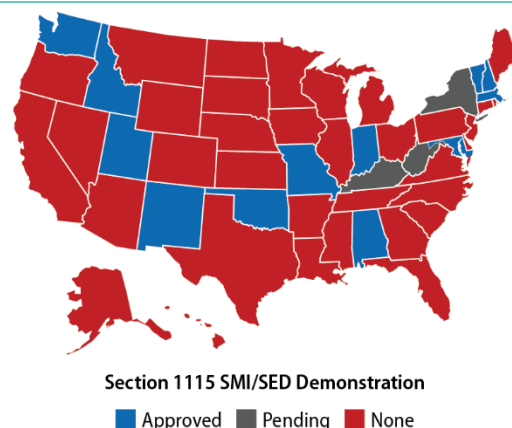 Section 1115 SMI/SED Demonstration
Approved Pending None